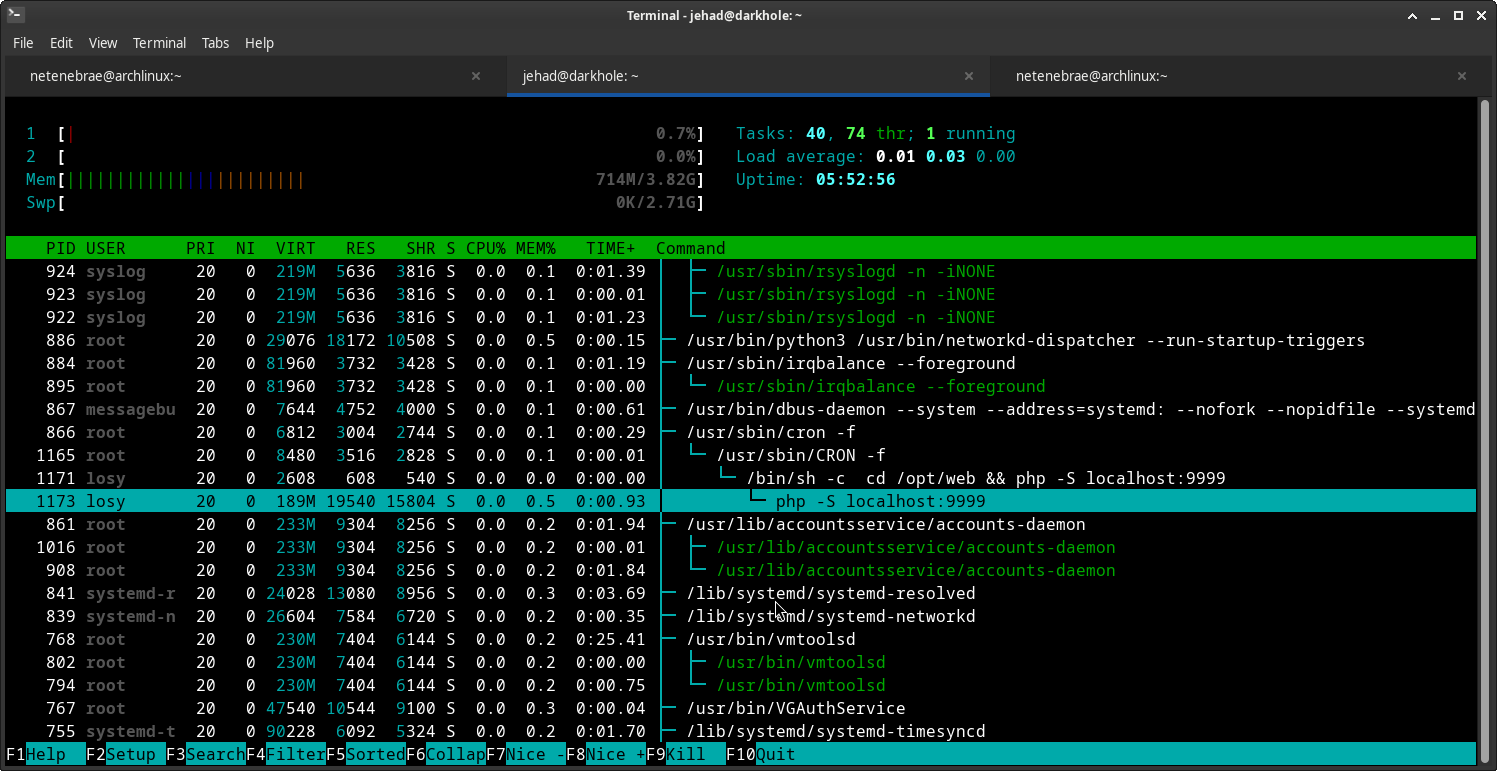 Terminal - jehad@darkhole: ~
File Edit View Terminal Tabs Help
netenebrae@archlinux:~ × jehad@darkhole: ~ × netenebrae@archlinux:~ ×
1 [| 0.7%] Tasks: 40, 74 thr; 1 running
2 [ 0.0%] Load average: 0.01 0.03 0.00
Mem[||||||||||||||||||||||||| 714M/3.82G] Uptime: 05:52:56
Swp[ 0K/2.71G]
PID USER PRI NI VIRT RES SHR S CPU% MEM% TIME+ Command
924 syslog 20 0 219M 5636 3816 S 0.0 0.1 0:01.39 │ ├─ /usr/sbin/rsyslogd -n -iNONE
923 syslog 20 0 219M 5636 3816 S 0.0 0.1 0:00.01 │ ├─ /usr/sbin/rsyslogd -n -iNONE
922 syslog 20 0 219M 5636 3816 S 0.0 0.1 0:01.23 │ └─ /usr/sbin/rsyslogd -n -iNONE
886 root 20 0 29076 18172 10508 S 0.0 0.5 0:00.15 ├─ /usr/bin/python3 /usr/bin/networkd-dispatcher --run-startup-triggers
884 root 20 0 81960 3732 3428 S 0.0 0.1 0:01.19 ├─ /usr/sbin/irqbalance --foreground
895 root 20 0 81960 3732 3428 S 0.0 0.1 0:00.00 │ └─ /usr/sbin/irqbalance --foreground
867 messagebu 20 0 7644 4752 4000 S 0.0 0.1 0:00.61 ├─ /usr/bin/dbus-daemon --system --address=systemd: --nofork --nopidfile --systemd
866 root 20 0 6812 3004 2744 S 0.0 0.1 0:00.29 ├─ /usr/sbin/cron -f
1165 root 20 0 8480 3516 2828 S 0.0 0.1 0:00.01 │ └─ /usr/sbin/CRON -f
1171 losy 20 0 2608 608 540 S 0.0 0.0 0:00.00 │ └─ /bin/sh -c  cd /opt/web && php -S localhost:9999
1173 losy 20 0 189M 19540 15804 S 0.0 0.5 0:00.93 │ └─ php -S localhost:9999
861 root 20 0 233M 9304 8256 S 0.0 0.2 0:01.94 ├─ /usr/lib/accountsservice/accounts-daemon
1016 root 20 0 233M 9304 8256 S 0.0 0.2 0:00.01 │ ├─ /usr/lib/accountsservice/accounts-daemon
908 root 20 0 233M 9304 8256 S 0.0 0.2 0:01.84 │ └─ /usr/lib/accountsservice/accounts-daemon
841 systemd-r 20 0 24028 13080 8956 S 0.0 0.3 0:03.69 ├─ /lib/systemd/systemd-resolved
839 systemd-n 20 0 26604 7584 6720 S 0.0 0.2 0:00.35 ├─ /lib/systemd/systemd-networkd
768 root 20 0 230M 7404 6144 S 0.0 0.2 0:25.41 ├─ /usr/bin/vmtoolsd
802 root 20 0 230M 7404 6144 S 0.0 0.2 0:00.00 │ ├─ /usr/bin/vmtoolsd
794 root 20 0 230M 7404 6144 S 0.0 0.2 0:00.75 │ └─ /usr/bin/vmtoolsd
767 root 20 0 47540 10544 9100 S 0.0 0.3 0:00.04 ├─ /usr/bin/VGAuthService
755 systemd-t 20 0 90228 6092 5324 S 0.0 0.2 0:01.70 ├─ /lib/systemd/systemd-timesyncd
F1Help F2Setup F3SearchF4FilterF5SortedF6CollapF7Nice -F8Nice +F9Kill F10Quit